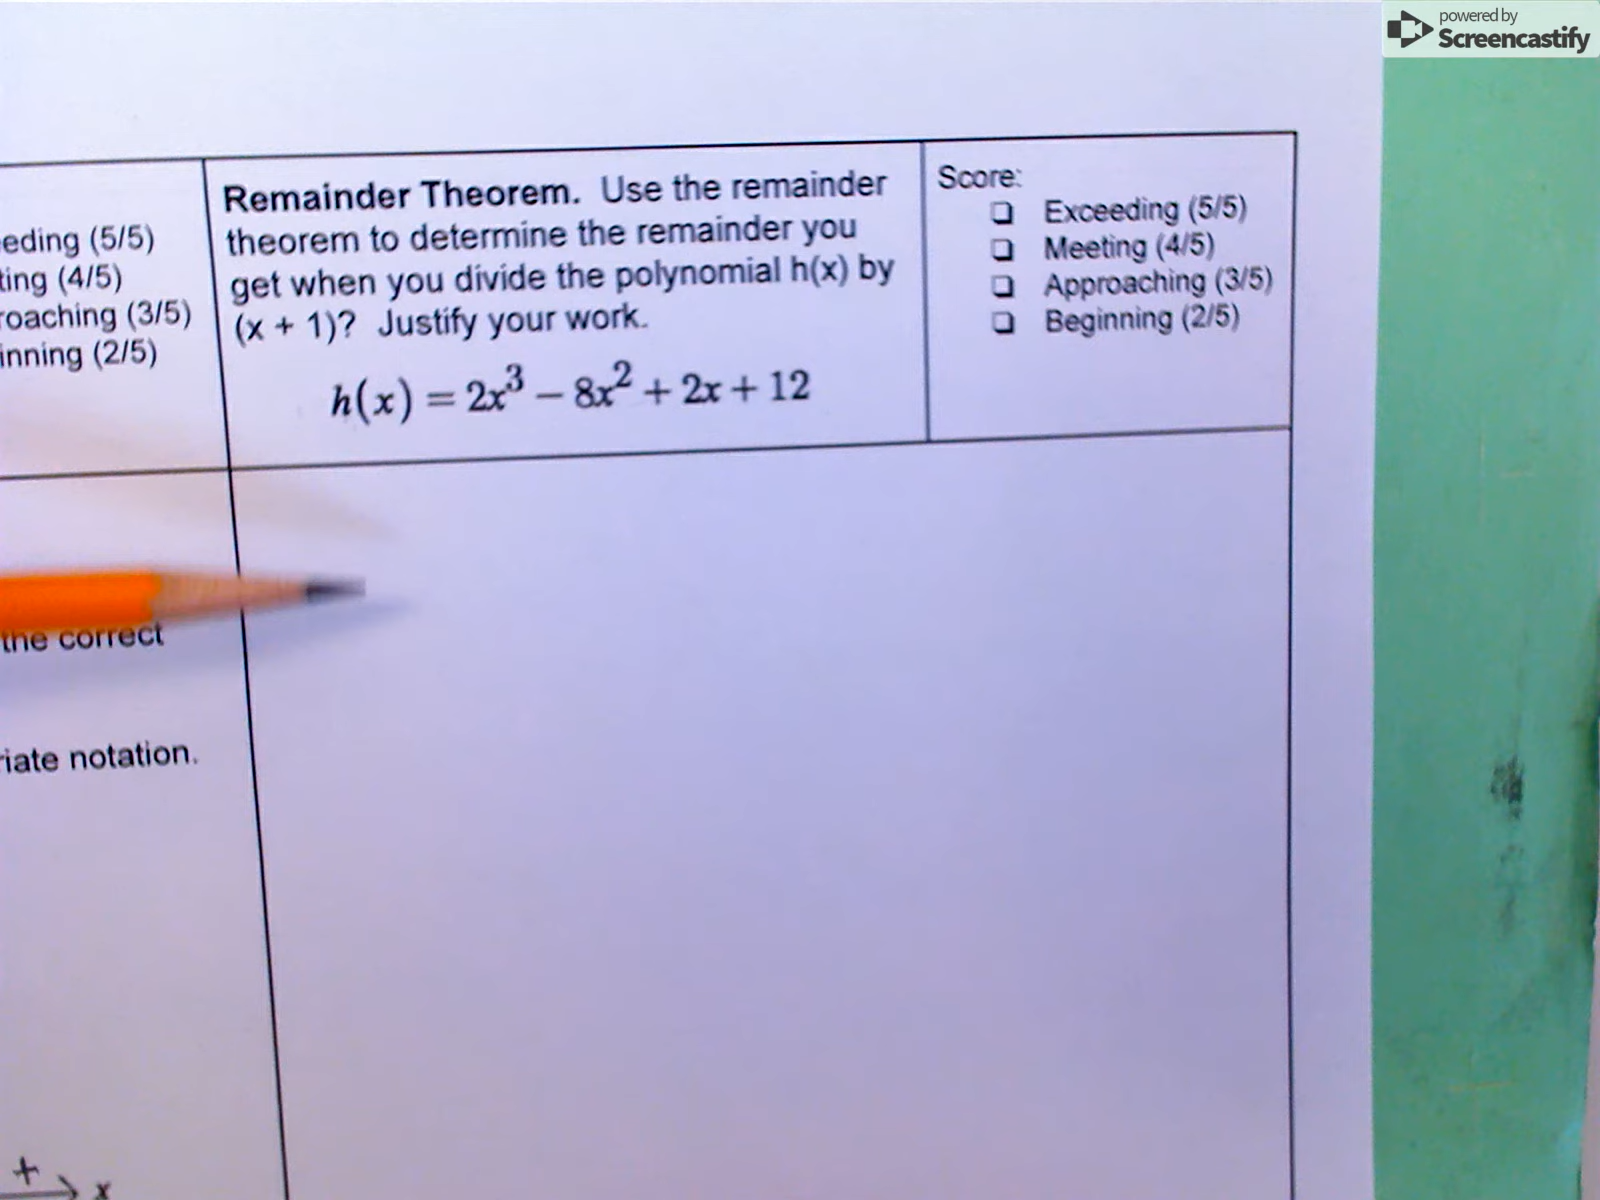 powered by
Screencastify
eding (5/5)
ting (4/5)
roaching (3/5)
inning (2/5)
Remainder Theorem. Use the remainder
theorem to determine the remainder you
get when you divide the polynomial h(x) by
(x + 1)? Justify your work.
h(x) = 2x³ − 8x² + 2x + 12
Score:
❑ Exceeding (5/5)
❑ Meeting (4/5)
❑ Approaching (3/5)
❑ Beginning (2/5)
the correct
riate notation.
+
x